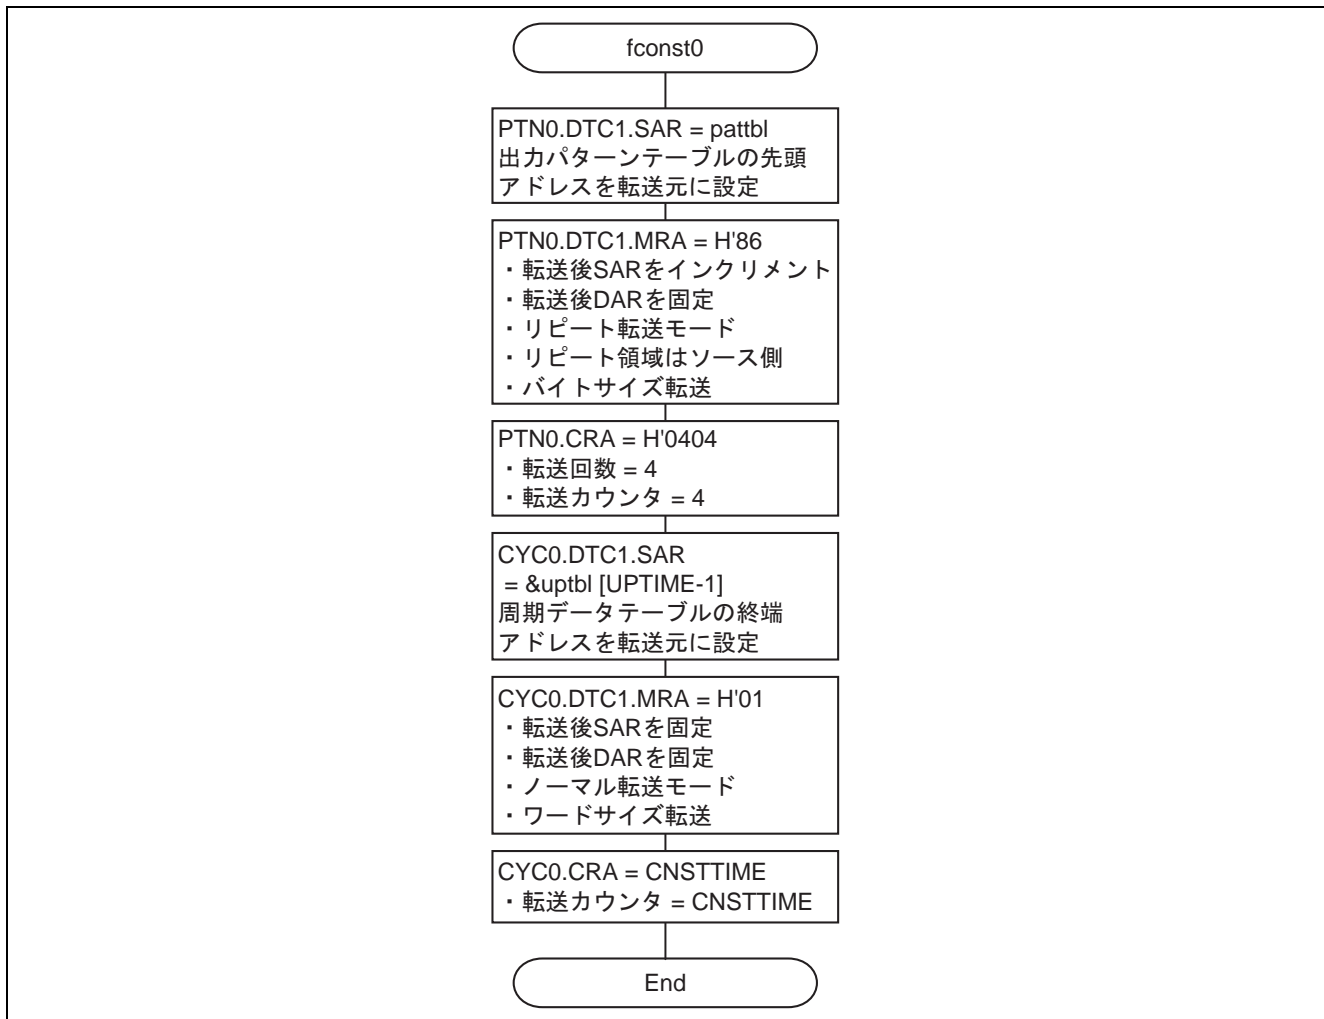 fconst0
PTN0.DTC1.SAR = pattbl
出力パターンテーブルの先頭
アドレスを転送元に設定
PTN0.DTC1.MRA = H'86
・転送後SARをインクリメント
・転送後DARを固定
・リピート転送モード
・リピート領域はソース側
・バイトサイズ転送
PTN0.CRA = H'0404
・転送回数 = 4
・転送カウンタ = 4
CYC0.DTC1.SAR
= &uptbl [UPTIME-1]
周期データテーブルの終端
アドレスを転送元に設定
CYC0.DTC1.MRA = H'01
・転送後SARを固定
・転送後DARを固定
・ノーマル転送モード
・ワードサイズ転送
CYC0.CRA = CNSTTIME
・転送カウンタ = CNSTTIME
End